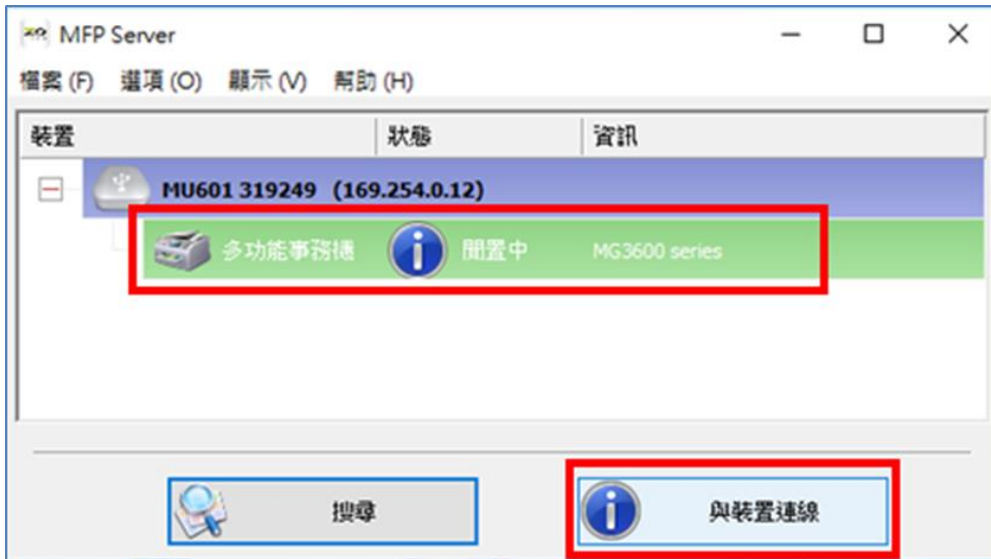 MFP Server
檔案 (F) 選項 (O) 顯示 (V) 幫助 (H)
裝置 狀態 資訊
MU601 319249 (169.254.0.12)
多功能事務機 閒置中 MG3600 series
搜尋 與裝置連線